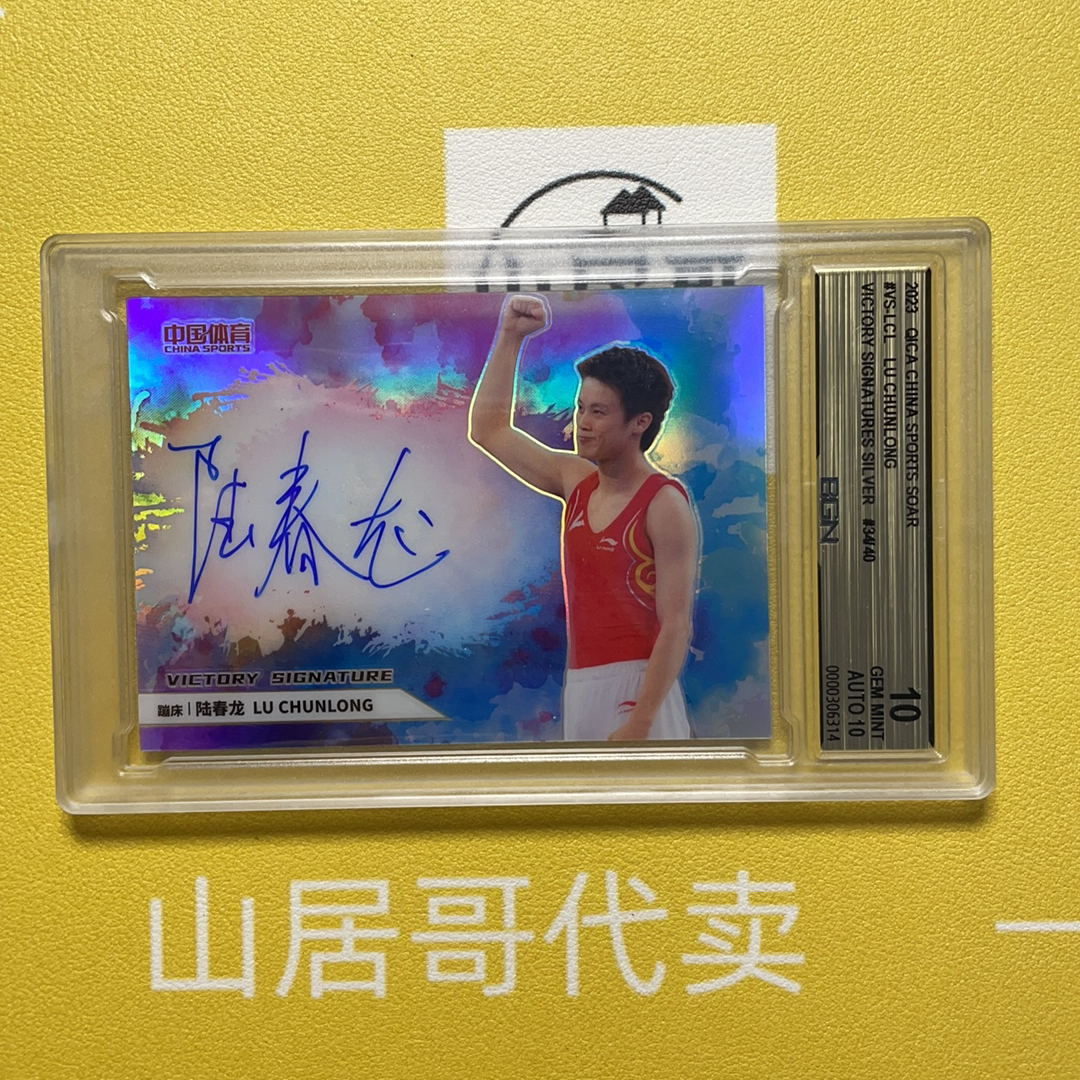 中国体育
CHINA SPORTS
陆春龙
VICTORY SIGNATURE
蹦床 | 陆春龙 LU CHUNLONG
2023 QICA CHINA SPORTS SOAR
#VS-LCL LU CHUNLONG
VICTORY SIGNATURES SILVER #34/40
BGN
10
GEM MINT
AUTO 10
0000306314
山居哥代卖